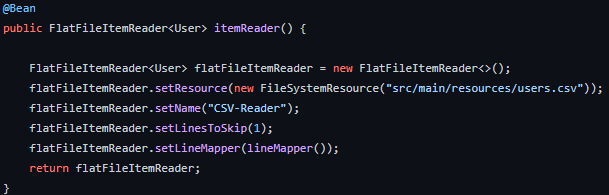 @Bean
public FlatFileItemReader<User> itemReader() {
FlatFileItemReader<User> flatFileItemReader = new FlatFileItemReader<>();
flatFileItemReader.setResource(new FileSystemResource("src/main/resources/users.csv"));
flatFileItemReader.setName("CSV-Reader");
flatFileItemReader.setLinesToSkip(1);
flatFileItemReader.setLineMapper(lineMapper());
return flatFileItemReader;
}